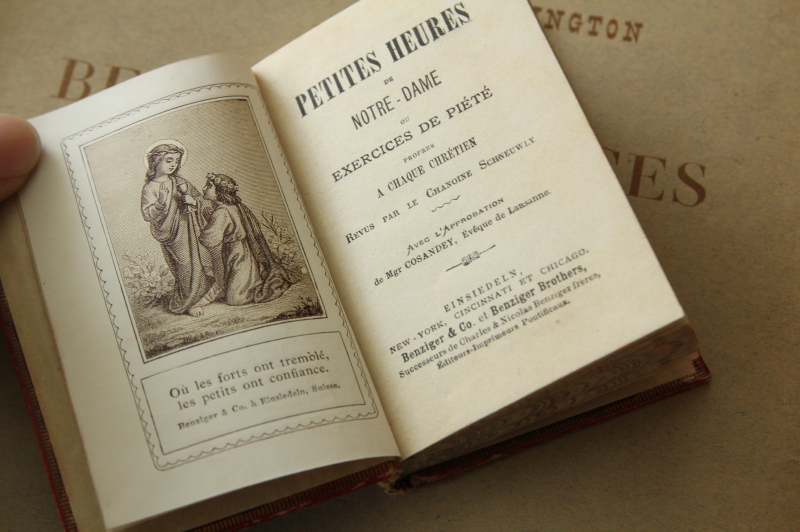 Où les forts ont tremblé,
les petits ont confiance.
Benziger & Co. à Einsiedeln, Suisse.
PETITES HEURES
DE
NOTRE-DAME
OU
EXERCICES DE PIÉTÉ
PROPRES
A CHAQUE CHRÉTIEN
REVUS PAR LE CHANOINE SCHNEUWLY
AVEC L'APPROBATION
de Mgr COSANDEY, Évêque de Lausanne.
EINSIEDELN,
NEW-YORK, CINCINNATI ET CHICAGO.
Benziger & Co. et Benziger Brothers,
Successeurs de Charles & Nicolas Benziger frères,
Éditeurs-Imprimeurs Pontificaux.
INGTON